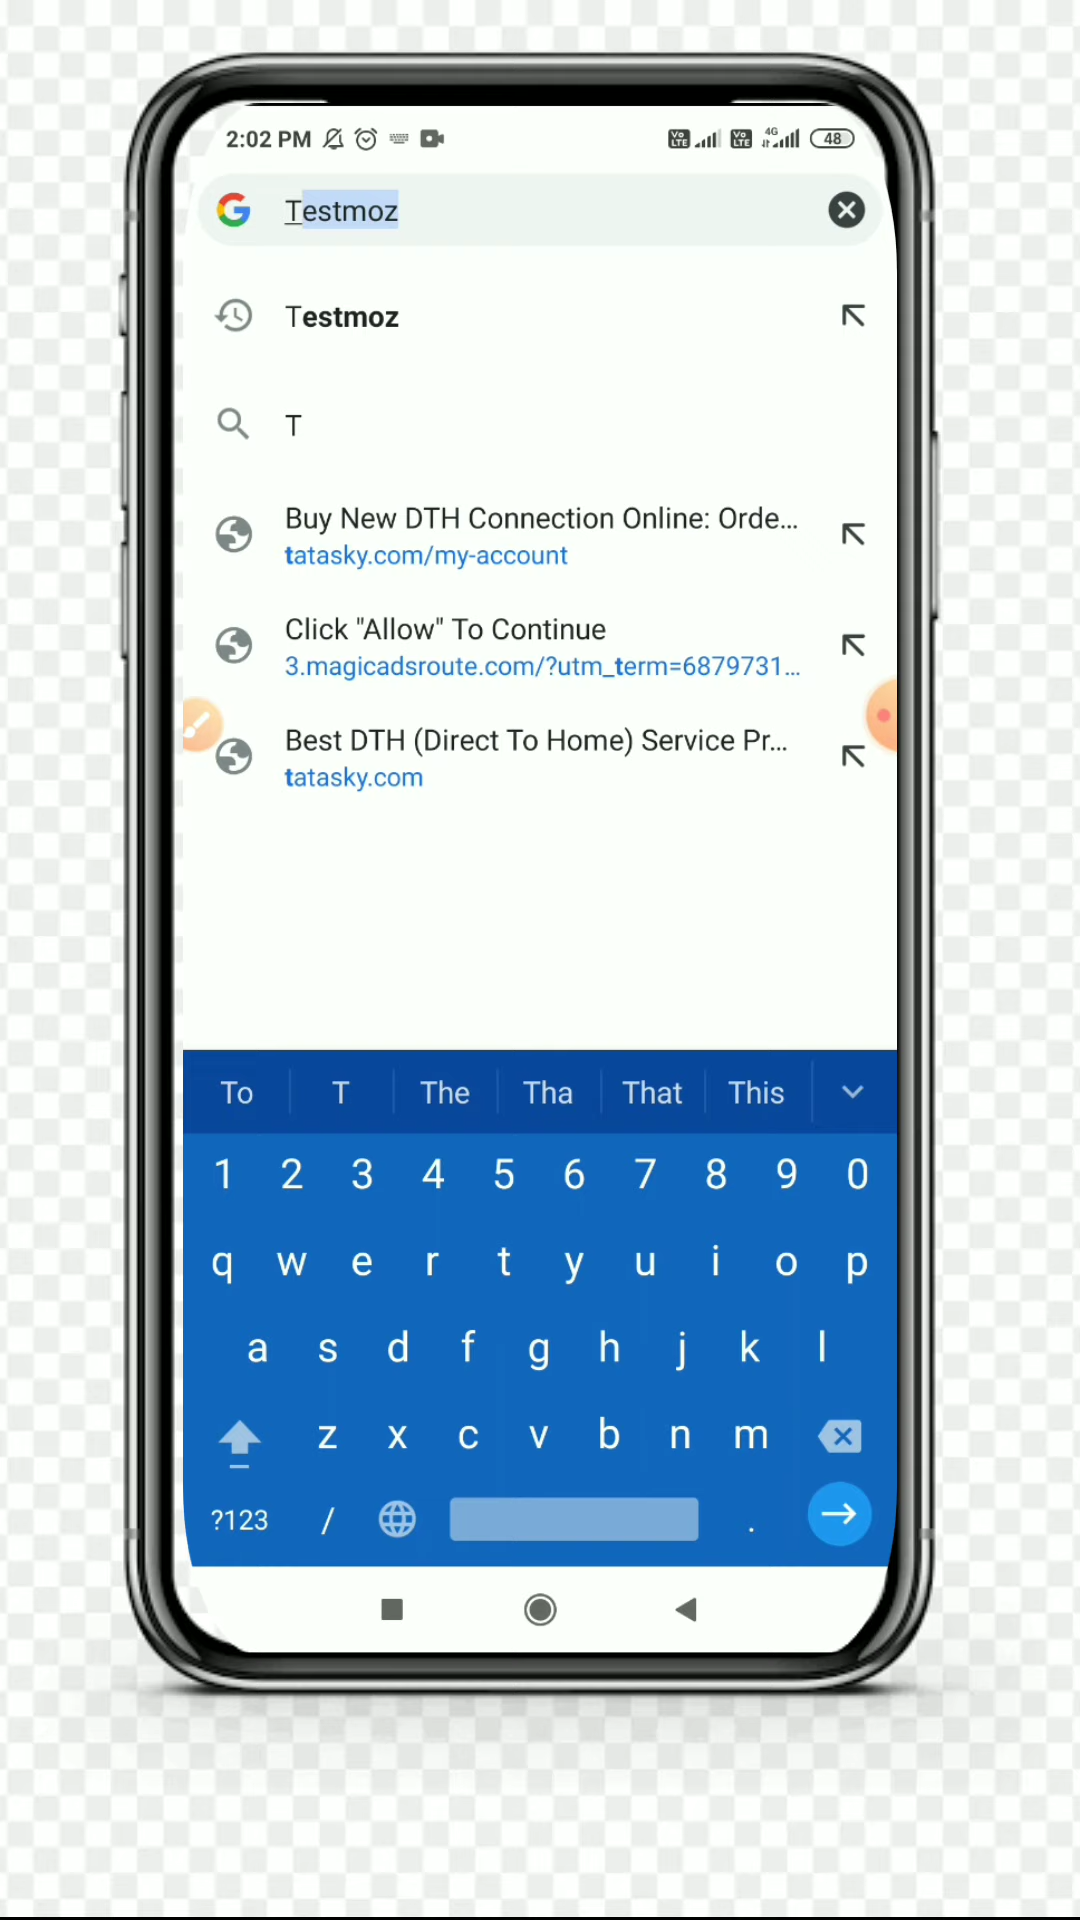 2:02 PM 4G 48
Testmoz
Testmoz
T
Buy New DTH Connection Online: Orde...
tatasky.com/my-account
Click "Allow" To Continue
3.magicadsroute.com/?utm_term=6879731...
Best DTH (Direct To Home) Service Pr...
tatasky.com
To T The Tha That This
1 2 3 4 5 6 7 8 9 0
q w e r t y u i o p
a s d f g h j k l
z x c v b n m
?123 / .